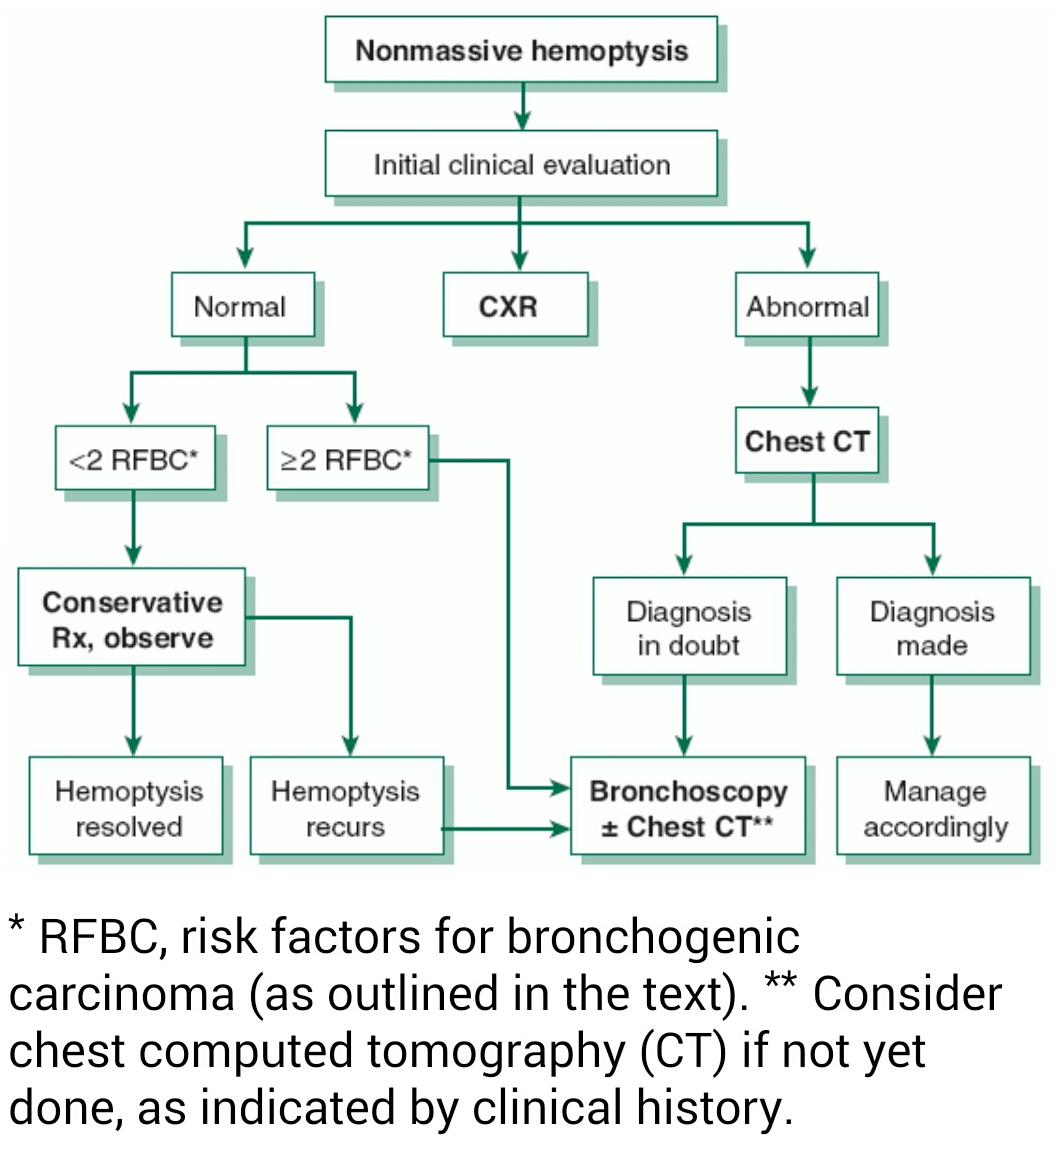 Nonmassive hemoptysis
Initial clinical evaluation
Normal
CXR
Abnormal
<2 RFBC*
≥2 RFBC*
Chest CT
Conservative
Rx, observe
Diagnosis
in doubt
Diagnosis
made
Hemoptysis
resolved
Hemoptysis
recurs
Bronchoscopy
± Chest CT**
Manage
accordingly
* RFBC, risk factors for bronchogenic
carcinoma (as outlined in the text). ** Consider
chest computed tomography (CT) if not yet
done, as indicated by clinical history.